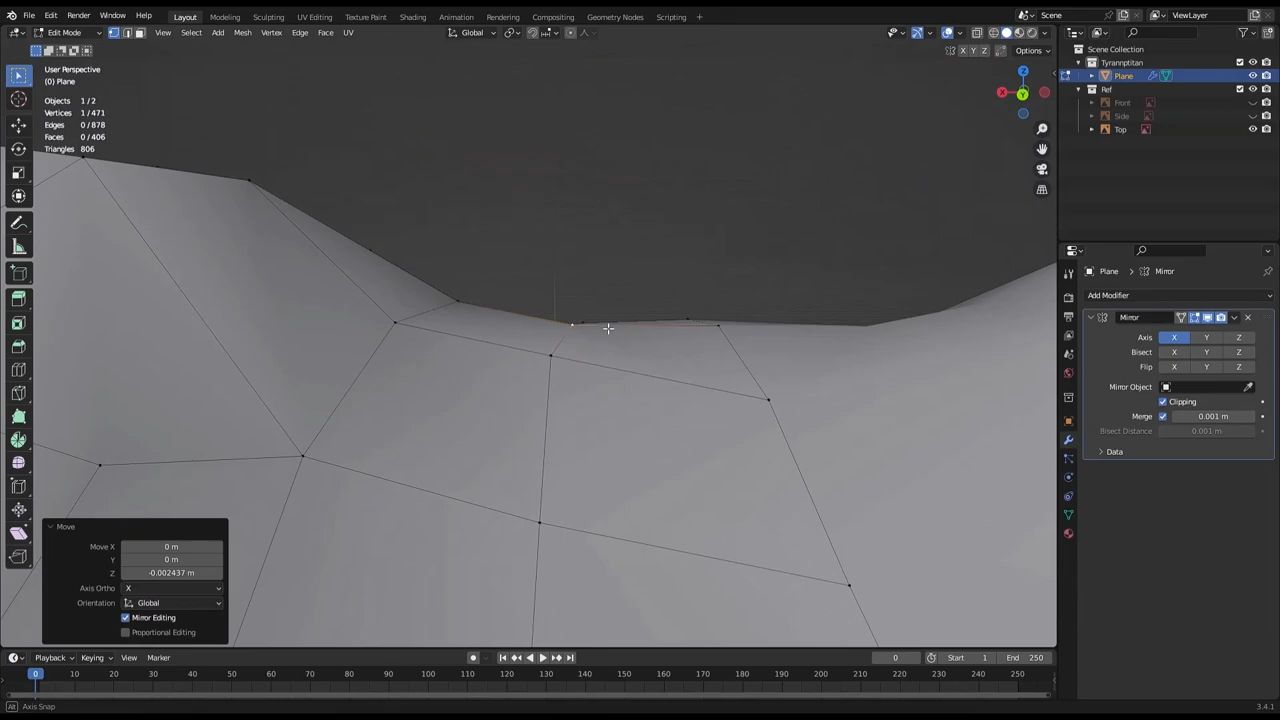 File Edit Render Window Help Layout Modeling Sculpting UV Editing Texture Paint Shading Animation Rendering Compositing Geometry Nodes Scripting + Scene ViewLayer
Edit Mode View Select Add Mesh Vertex Edge Face UV Global
X Y Z Options
User Perspective
(0) Plane
Objects 1/2
Vertices 1/471
Edges 0/878
Faces 0/406
Triangles 806
Z
X Y
Scene Collection
Tyrannptitan
Plane
Ref
Front
Side
Top
Plane Mirror
Add Modifier
Mirror
Axis X Y Z
Bisect X Y Z
Flip X Y Z
Mirror Object
Clipping
Merge 0.001 m
Bisect Distance 0.001 m
Data
Move
Move X 0 m
Y 0 m
Z -0.002437 m
Axis Ortho X
Orientation Global
Mirror Editing
Proportional Editing
Playback Keying View Marker 0 Start 1 End 250
0 10 20 30 40 50 60 70 80 90 100 110 120 130 140 150 160 170 180 190 200 210 220 230 240 250
Alt Axis Snap 3.4.1